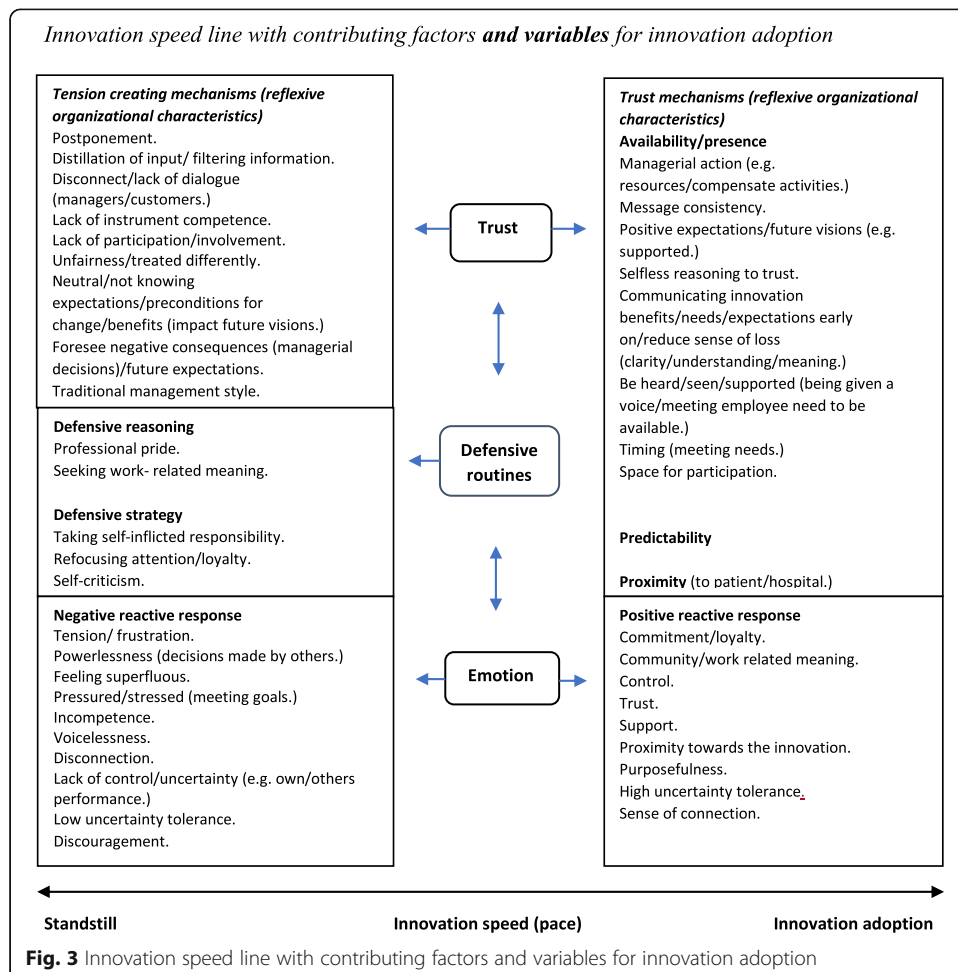 Innovation speed line with contributing factors and variables for innovation adoption
Tension creating mechanisms (reflexive
organizational characteristics)
Postponement.
Distillation of input/ filtering information.
Disconnect/lack of dialogue
(managers/customers.)
Lack of instrument competence.
Lack of participation/involvement.
Unfairness/treated differently.
Neutral/not knowing
expectations/preconditions for
change/benefits (impact future visions.)
Foresee negative consequences (managerial
decisions)/future expectations.
Traditional management style.
Defensive reasoning
Professional pride.
Seeking work- related meaning.
Defensive strategy
Taking self-inflicted responsibility.
Refocusing attention/loyalty.
Self-criticism.
Negative reactive response
Tension/ frustration.
Powerlessness (decisions made by others.)
Feeling superfluous.
Pressured/stressed (meeting goals.)
Incompetence.
Voicelessness.
Disconnection.
Lack of control/uncertainty (e.g. own/others
performance.)
Low uncertainty tolerance.
Discouragement.
Trust
Defensive
routines
Emotion
Trust mechanisms (reflexive organizational
characteristics)
Availability/presence
Managerial action (e.g.
resources/compensate activities.)
Message consistency.
Positive expectations/future visions (e.g.
supported.)
Selfless reasoning to trust.
Communicating innovation
benefits/needs/expectations early
on/reduce sense of loss
(clarity/understanding/meaning.)
Be heard/seen/supported (being given a
voice/meeting employee need to be
available.)
Timing (meeting needs.)
Space for participation.
Predictability
Proximity (to patient/hospital.)
Positive reactive response
Commitment/loyalty.
Community/work related meaning.
Control.
Trust.
Support.
Proximity towards the innovation.
Purposefulness.
High uncertainty tolerance.
Sense of connection.
Standstill
Innovation speed (pace)
Innovation adoption
Fig. 3 Innovation speed line with contributing factors and variables for innovation adoption